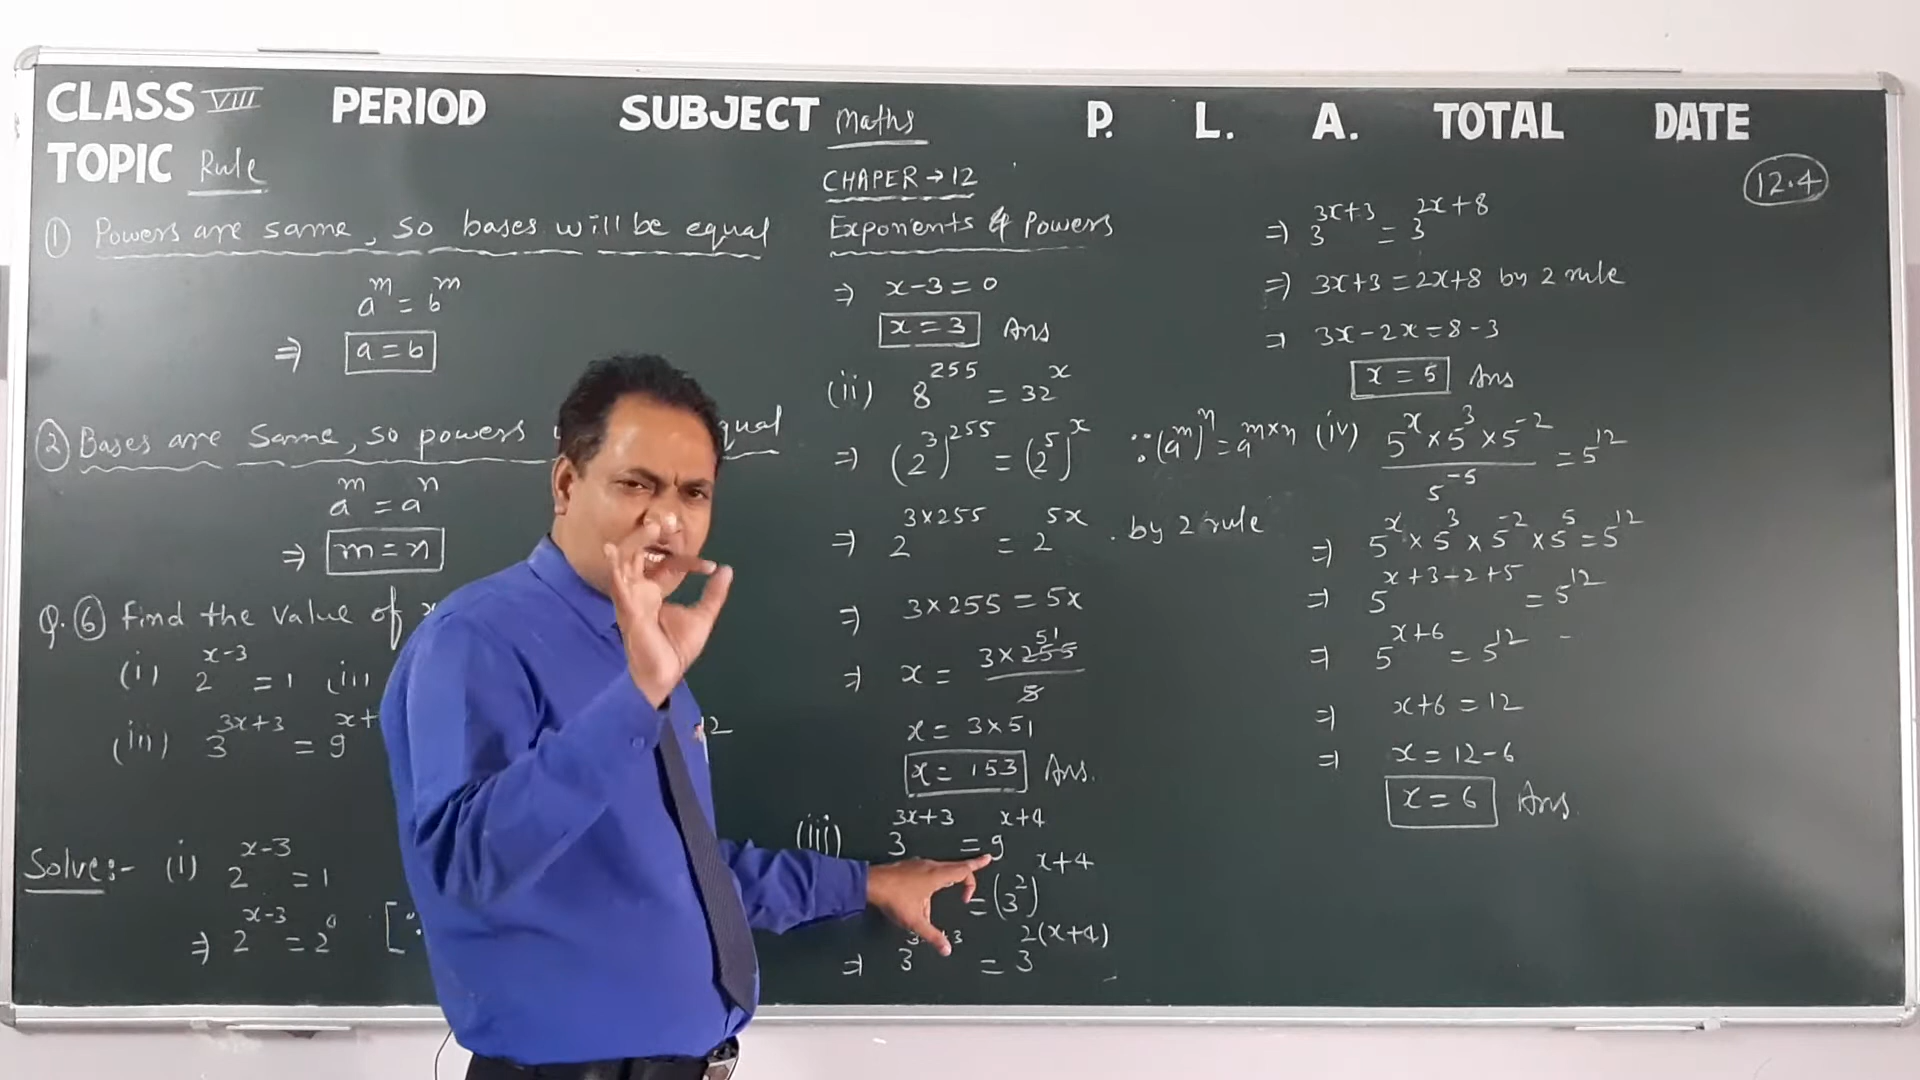 CLASS VIII PERIOD SUBJECT Maths P. L. A. TOTAL DATE
TOPIC Rule
12.4
① Powers are same, so bases will be equal
a^m = b^m
⇒ a = b
② Bases are same, so powers equal
a^m = a^n
⇒ m = n
Q. ⑥ find the value of x
(i) 2^(x-3) = 1
(iii) 3^(3x+3) = 9^(x+
12
Solve:- (i) 2^(x-3) = 1
⇒ 2^(x-3) = 2^0 [∵
CHAPER → 12
Exponents & Powers
⇒ x-3 = 0
x = 3 Ans
(ii) 8^255 = 32^x
⇒ (2^3)^255 = (2^5)^x ∵ (a^m)^n = a^(m×n)
⇒ 2^(3×255) = 2^(5x) . by 2 rule
⇒ 3×255 = 5x
⇒ x = (3×255)/5 51
x = 3×51
x = 153 Ans.
(iii) 3^(3x+3) = 9^(x+4)
= (3^2)^(x+4)
⇒ 3 = 3^(2(x+4))
⇒ 3^(3x+3) = 3^(2x+8)
⇒ 3x+3 = 2x+8 by 2 rule
⇒ 3x-2x = 8-3
x = 5 Ans
(iv) (5^x × 5^3 × 5^-2)/5^-5 = 5^12
⇒ 5^x × 5^3 × 5^-2 × 5^5 = 5^12
⇒ 5^(x+3-2+5) = 5^12
⇒ 5^(x+6) = 5^12
⇒ x+6 = 12
⇒ x = 12-6
x = 6 Ans.